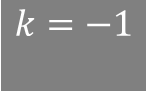 k = −1